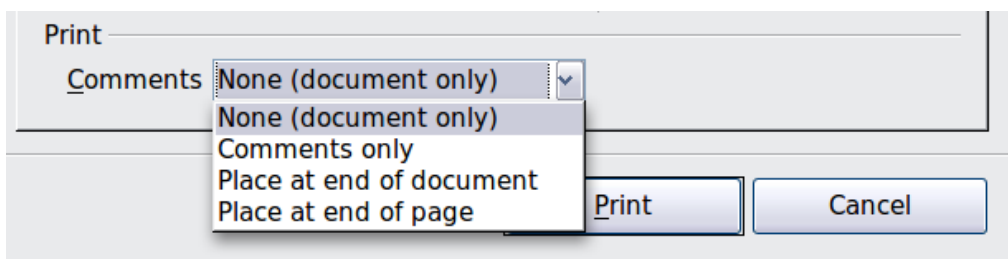 Print
Comments None (document only)
None (document only)
Comments only
Place at end of document
Place at end of page
Print Cancel